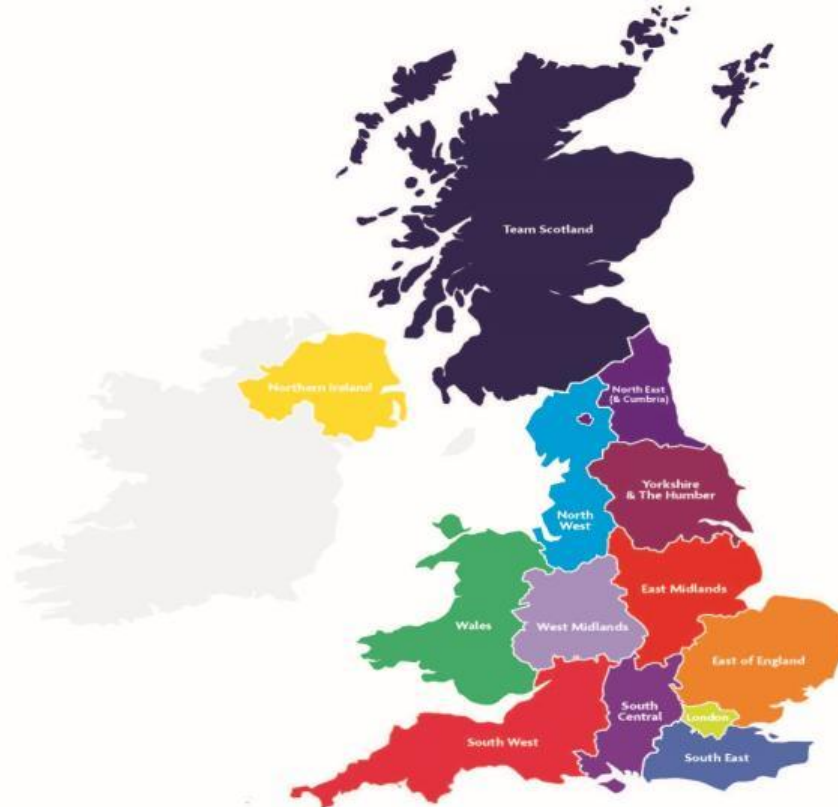 Team Scotland
Northern Ireland
North East
(& Cumbria)
Yorkshire
& The Humber
North
West
East Midlands
Wales
West Midlands
East of England
South
Central
London
South West
South East